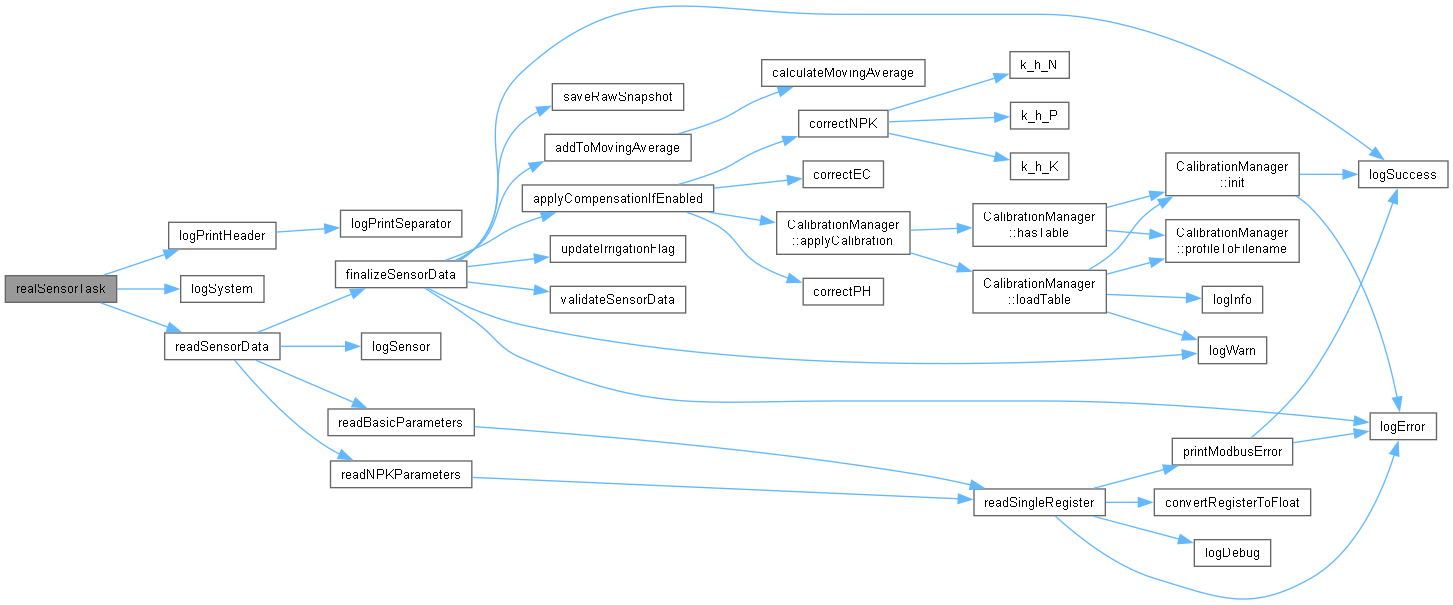 realSensorTask
logPrintHeader
logPrintSeparator
logSystem
readSensorData
finalizeSensorData
logSensor
readBasicParameters
readNPKParameters
saveRawSnapshot
addToMovingAverage
calculateMovingAverage
applyCompensationIfEnabled
updateIrrigationFlag
validateSensorData
correctNPK
k_h_N
k_h_P
k_h_K
correctEC
CalibrationManager
::applyCalibration
correctPH
CalibrationManager
::hasTable
CalibrationManager
::loadTable
CalibrationManager
::init
CalibrationManager
::profileToFilename
logInfo
logWarn
logSuccess
logError
readSingleRegister
printModbusError
convertRegisterToFloat
logDebug